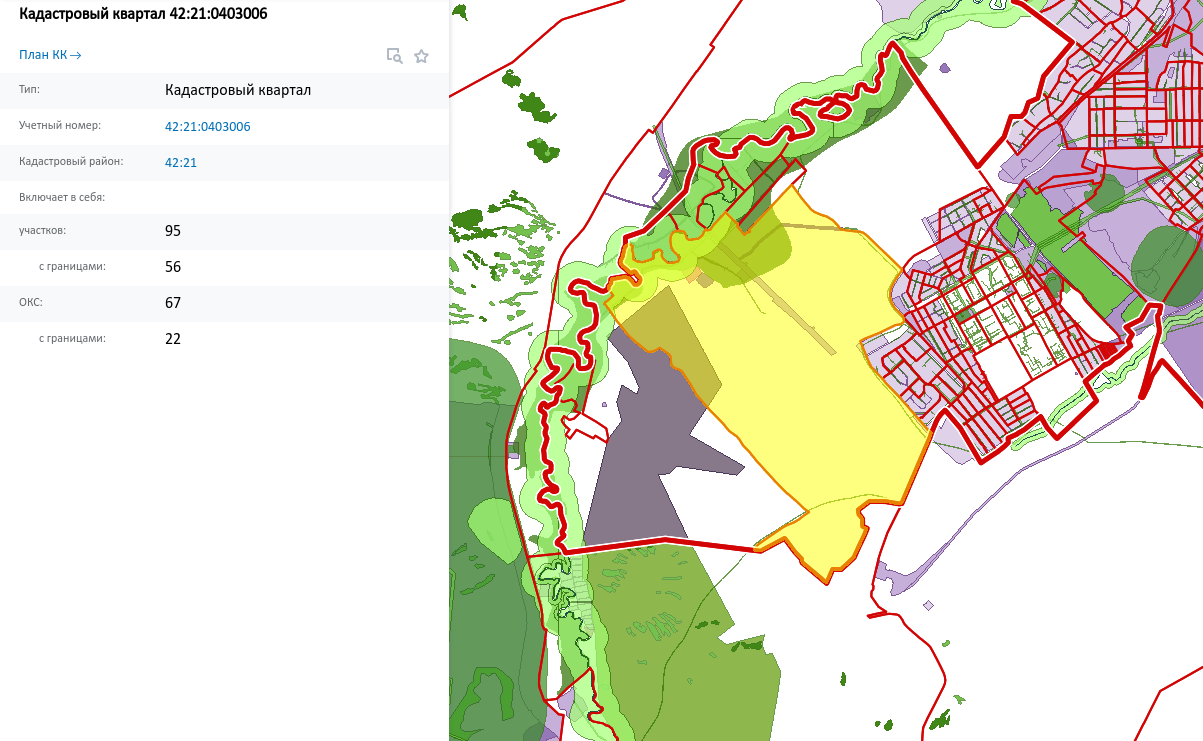 Кадастровый квартал 42:21:0403006
План КК →
Тип: Кадастровый квартал
Учетный номер: 42:21:0403006
Кадастровый район: 42:21
Включает в себя:
участков: 95
с границами: 56
ОКС: 67
с границами: 22